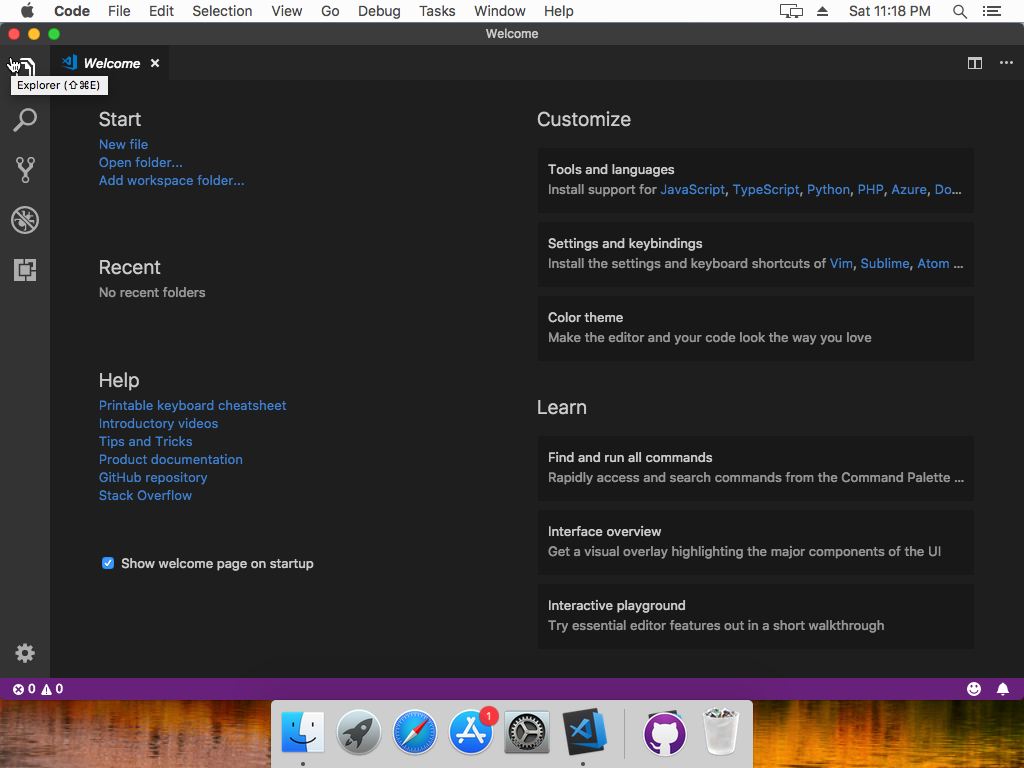 Code File Edit Selection View Go Debug Tasks Window Help Sat 11:18 PM
Welcome
Welcome
Explorer (⇧⌘E)
Start
New file
Open folder...
Add workspace folder...
Recent
No recent folders
Help
Printable keyboard cheatsheet
Introductory videos
Tips and Tricks
Product documentation
GitHub repository
Stack Overflow
Show welcome page on startup
Customize
Tools and languages
Install support for JavaScript, TypeScript, Python, PHP, Azure, Do...
Settings and keybindings
Install the settings and keyboard shortcuts of Vim, Sublime, Atom ...
Color theme
Make the editor and your code look the way you love
Learn
Find and run all commands
Rapidly access and search commands from the Command Palette ...
Interface overview
Get a visual overlay highlighting the major components of the UI
Interactive playground
Try essential editor features out in a short walkthrough
0 0
1